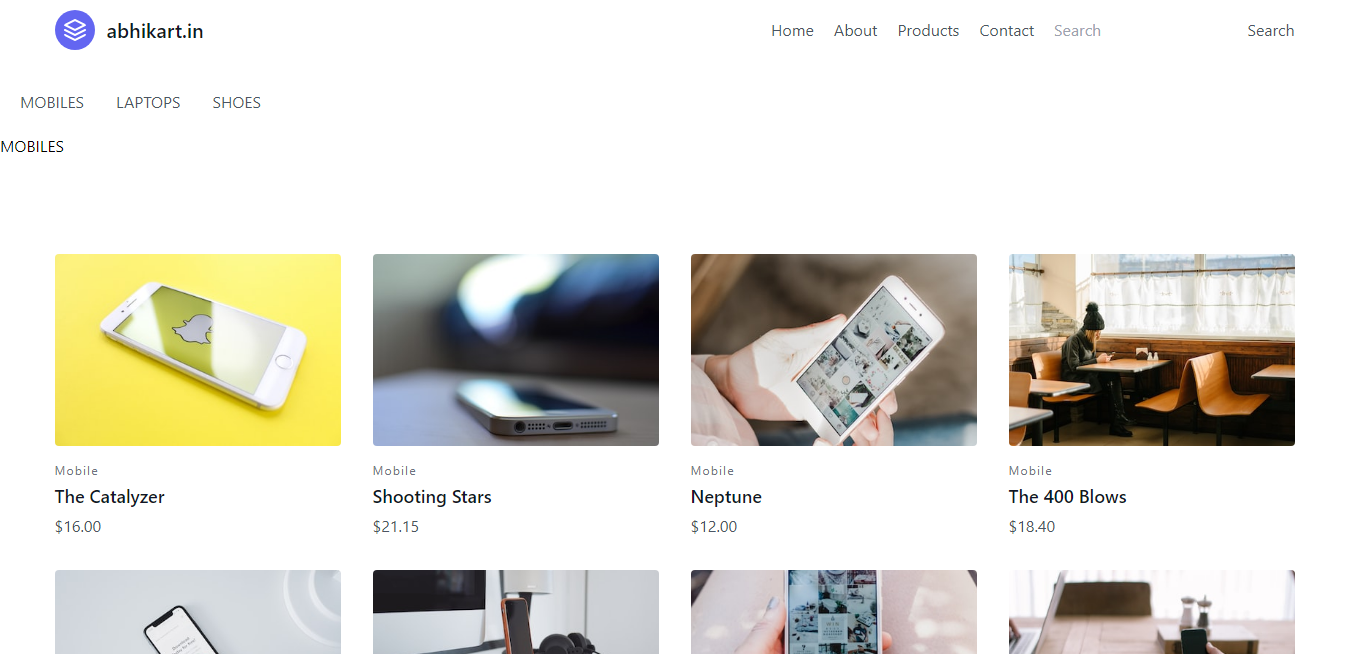 abhikart.in
Home About Products Contact Search Search
MOBILES LAPTOPS SHOES
MOBILES
Mobile Mobile Mobile Mobile
The Catalyzer Shooting Stars Neptune The 400 Blows
$16.00 $21.15 $12.00 $18.40